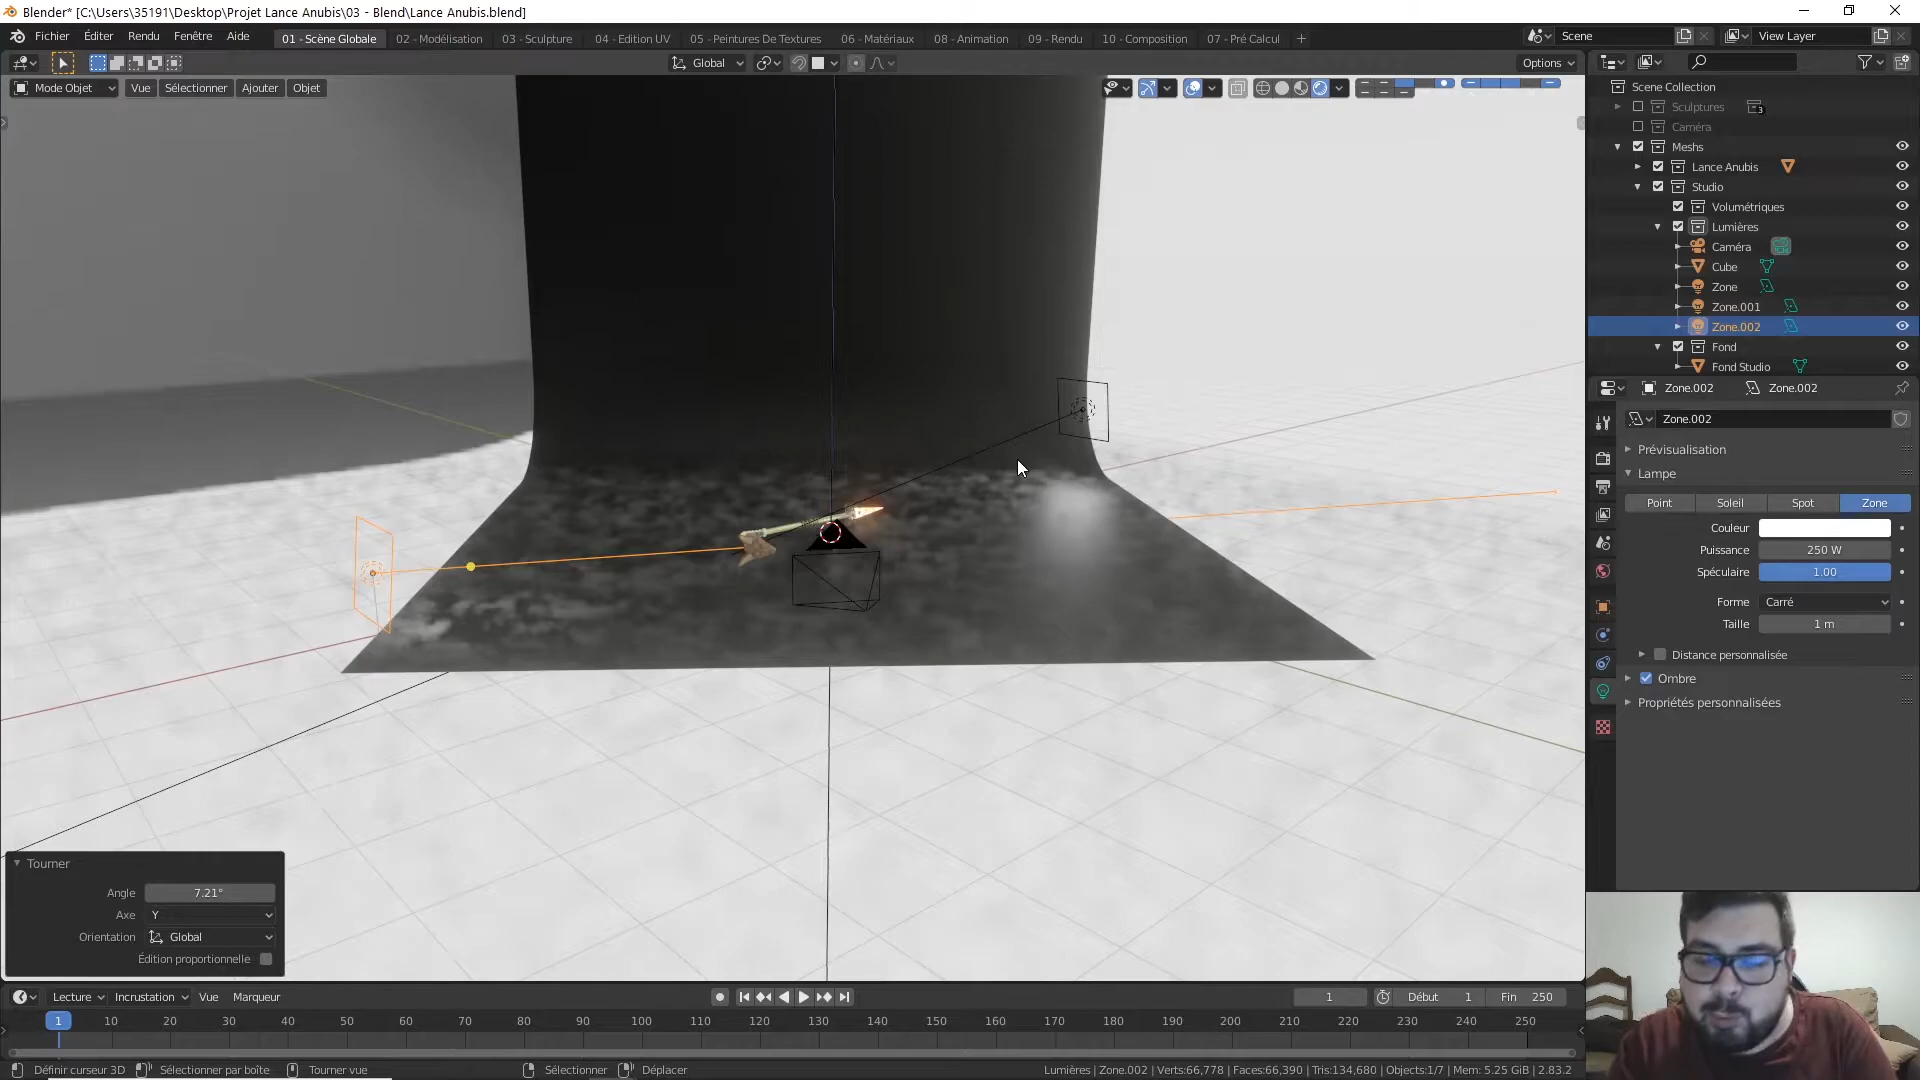 Blender* [C:\Users\35191\Desktop\Projet Lance Anubis\03 - Blend\Lance Anubis.blend]
Fichier Éditer Rendu Fenêtre Aide 01 - Scène Globale 02 - Modélisation 03 - Sculpture 04 - Edition UV 05 - Peintures De Textures 06 - Matériaux 08 - Animation 09 - Rendu 10 - Composition 07 - Pré Calcul + Scene View Layer
Global Options
Mode Objet Vue Sélectionner Ajouter Objet
Scene Collection
Sculptures 3
Caméra
Meshs
Lance Anubis
Studio
Volumétriques
Lumières
Caméra
Cube
Zone
Zone.001
Zone.002
Fond
Fond Studio
Zone.002 Zone.002
Zone.002
Prévisualisation
Lampe
Point Soleil Spot Zone
Couleur
Puissance 250 W
Spéculaire 1.00
Forme Carré
Taille 1 m
Distance personnalisée
Ombre
Propriétés personnalisées
Tourner
Angle 7.21°
Axe Y
Orientation Global
Édition proportionnelle
Lecture Incrustation Vue Marqueur 1 Début 1 Fin 250
1 10 20 30 40 50 60 70 80 90 100 110 120 130 140 150 160 170 180 190 200 210 220 230 240 250
Définir curseur 3D Sélectionner par boîte Tourner vue Sélectionner Déplacer Lumières | Zone.002 | Verts:66,778 | Faces:66,390 | Tris:134,680 | Objects:1/7 | Mem: 5.25 GiB | 2.83.2